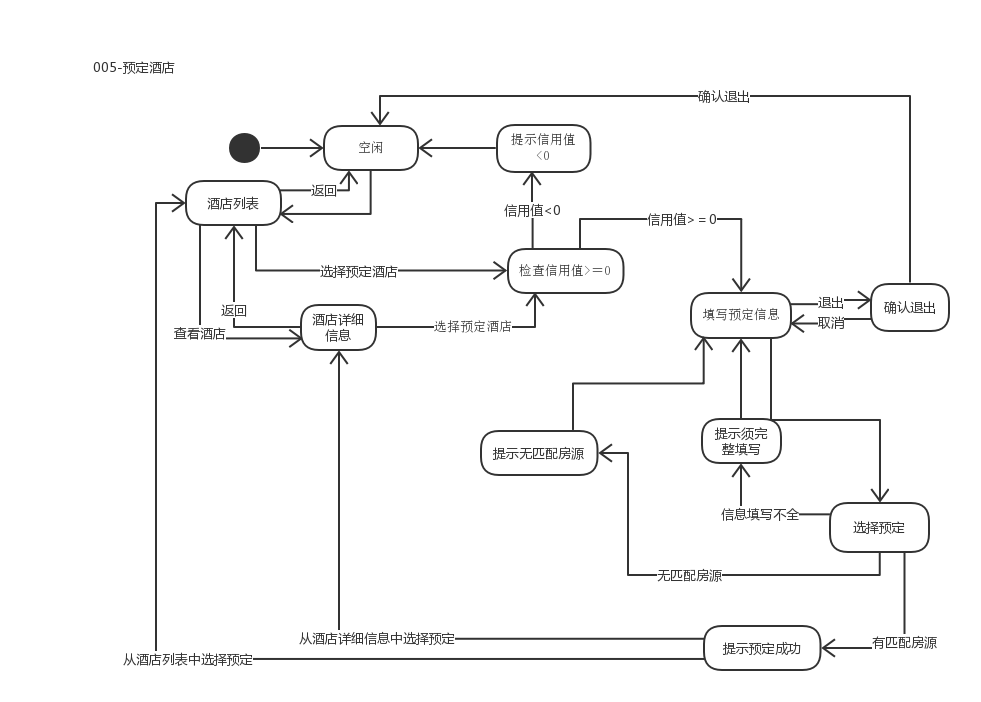 005-预定酒店
确认退出
空闲
提示信用值
<0
返回
酒店列表
信用值<0
信用值> = 0
选择预定酒店
检查信用值>=0
返回
查看酒店
酒店详细
信息
选择预定酒店
填写预定信息
退出
取消
确认退出
提示无匹配房源
提示须完
整填写
信息填写不全
选择预定
无匹配房源
从酒店详细信息中选择预定
从酒店列表中选择预定
提示预定成功
有匹配房源